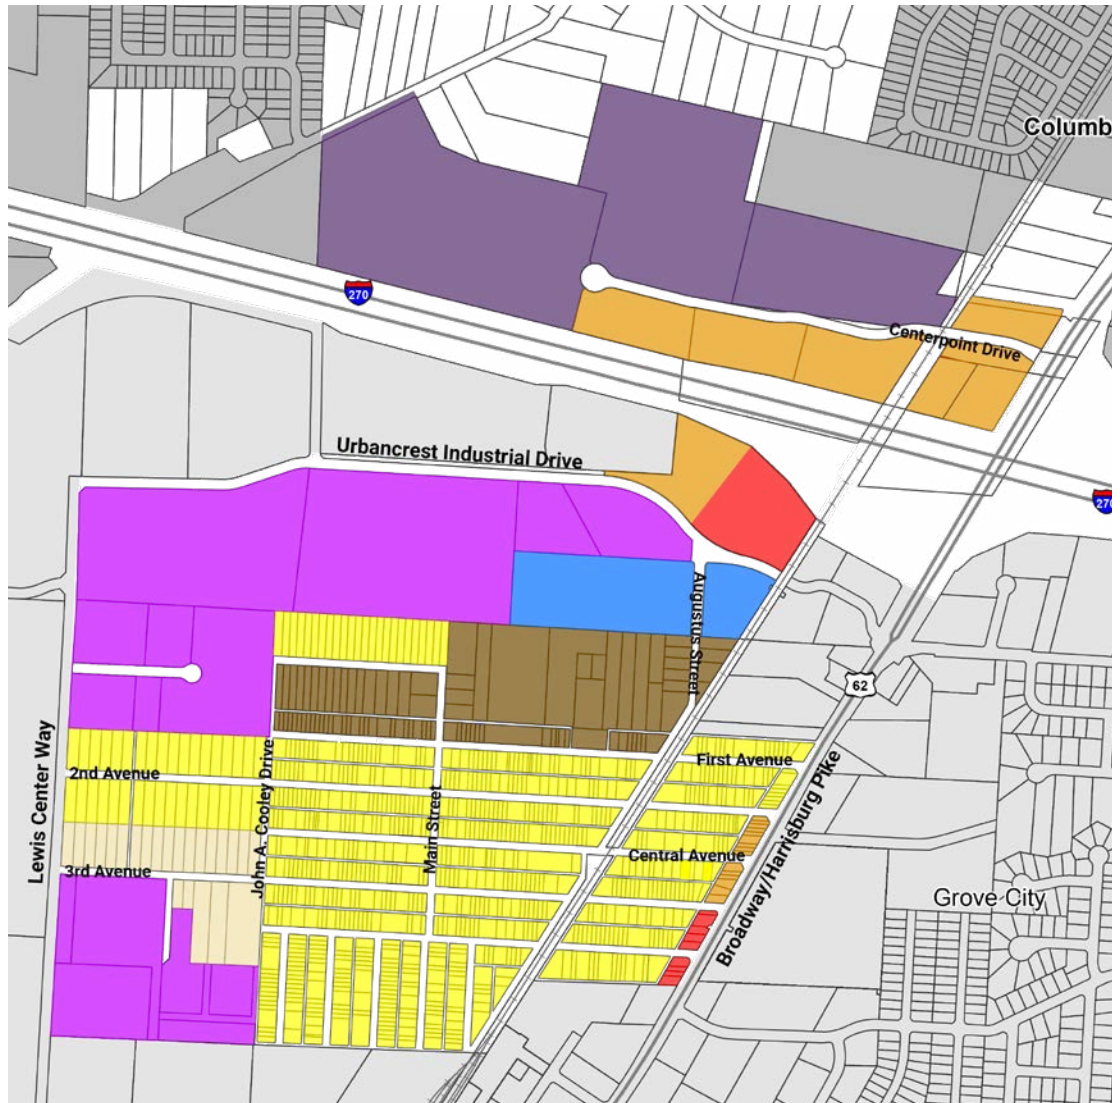 Columb
270
Centerpoint Drive
Urbancrest Industrial Drive
270
Augustus Street
62
First Avenue
2nd Avenue
John A. Cooley Drive
Main Street
Lewis Center Way
Central Avenue
3rd Avenue
Broadway/Harrisburg Pike
Grove City